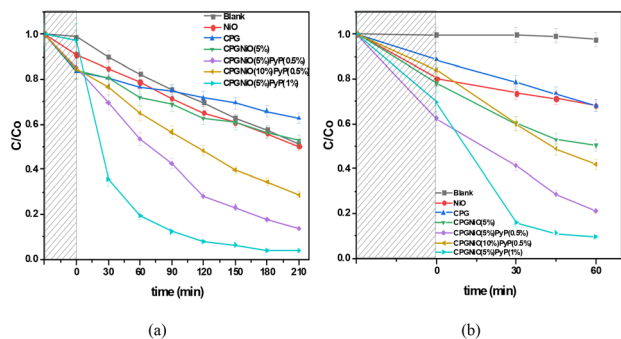 (a)
Blank
NiO
CPG
CPGNiO(5%)
CPGNiO(5%)PyP(0.5%)
CPGNiO(10%)PyP(0.5%)
CPGNiO(5%)PyP(1%)
C/Co
1.0
0.8
0.6
0.4
0.2
0.0
0 30 60 90 120 150 180 210
time (min)
(b)
C/Co
1.0
0.8
0.6
0.4
0.2
0.0
Blank
NiO
CPG
CPGNiO(5%)
CPGNiO(5%)PyP(0.5%)
CPGNiO(10%)PyP(0.5%)
CPGNiO(5%)PyP(1%)
0 30 60
time (min)
(a) (b)